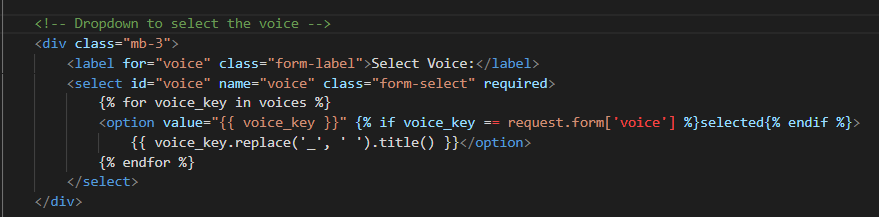 <!-- Dropdown to select the voice -->
<div class="mb-3">
<label for="voice" class="form-label">Select Voice:</label>
<select id="voice" name="voice" class="form-select" required>
{% for voice_key in voices %}
<option value="{{ voice_key }}" {% if voice_key == request.form['voice'] %}selected{% endif %}>
{{ voice_key.replace('_', ' ').title() }}</option>
{% endfor %}
</select>
</div>